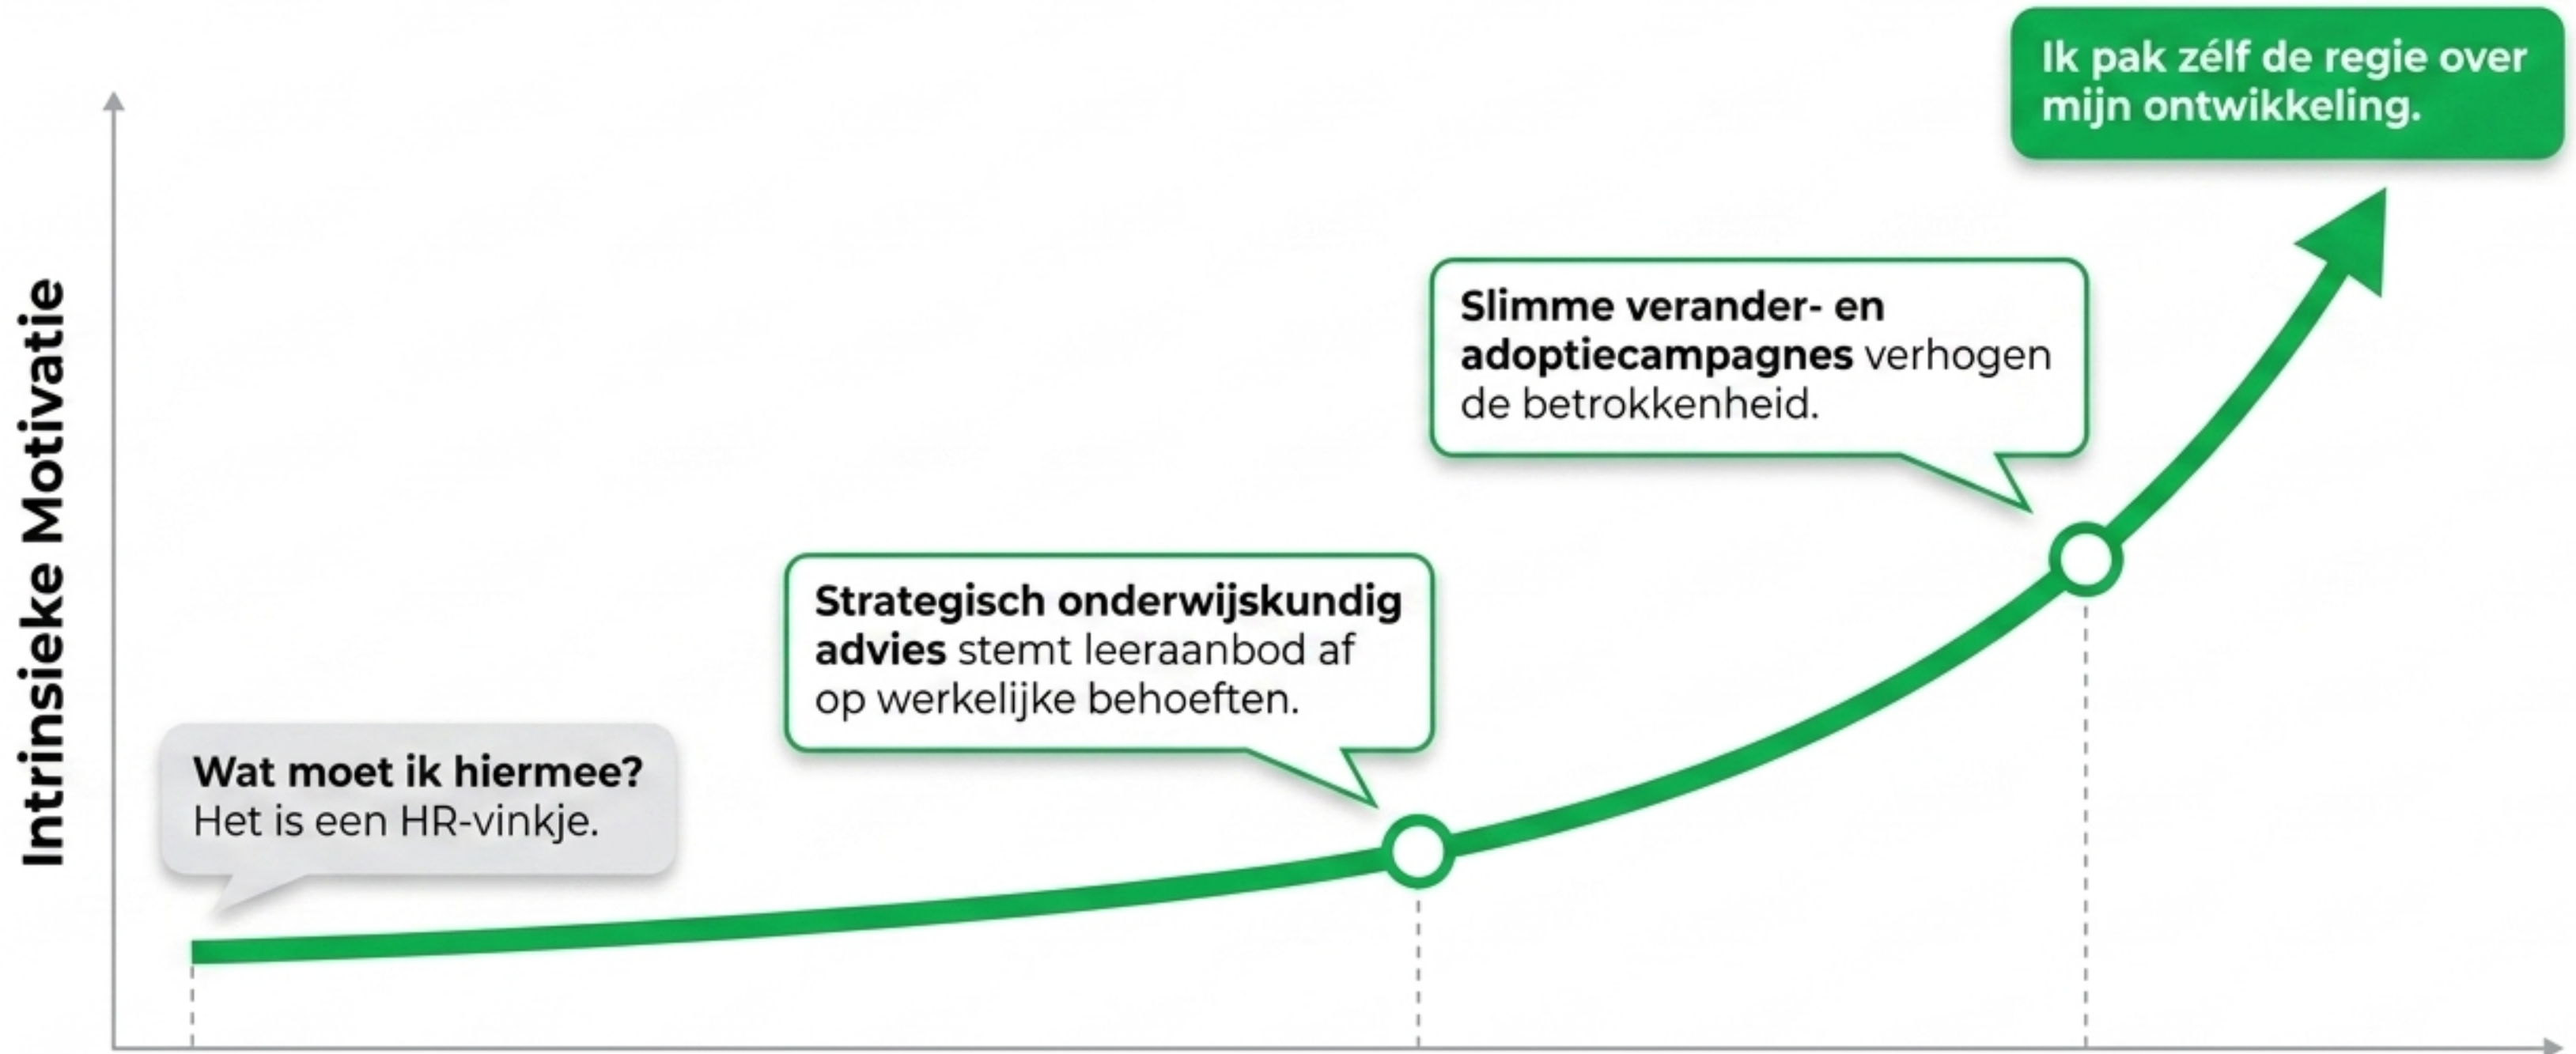 Ik pak zélf de regie over
mijn ontwikkeling.
Slimme verander- en
adoptiecampagnes verhogen
de betrokkenheid.
Strategisch onderwijskundig
advies stemt leeraanbod af
op werkelijke behoeften.
Wat moet ik hiermee?
Het is een HR-vinkje.
Intrinsieke Motivatie